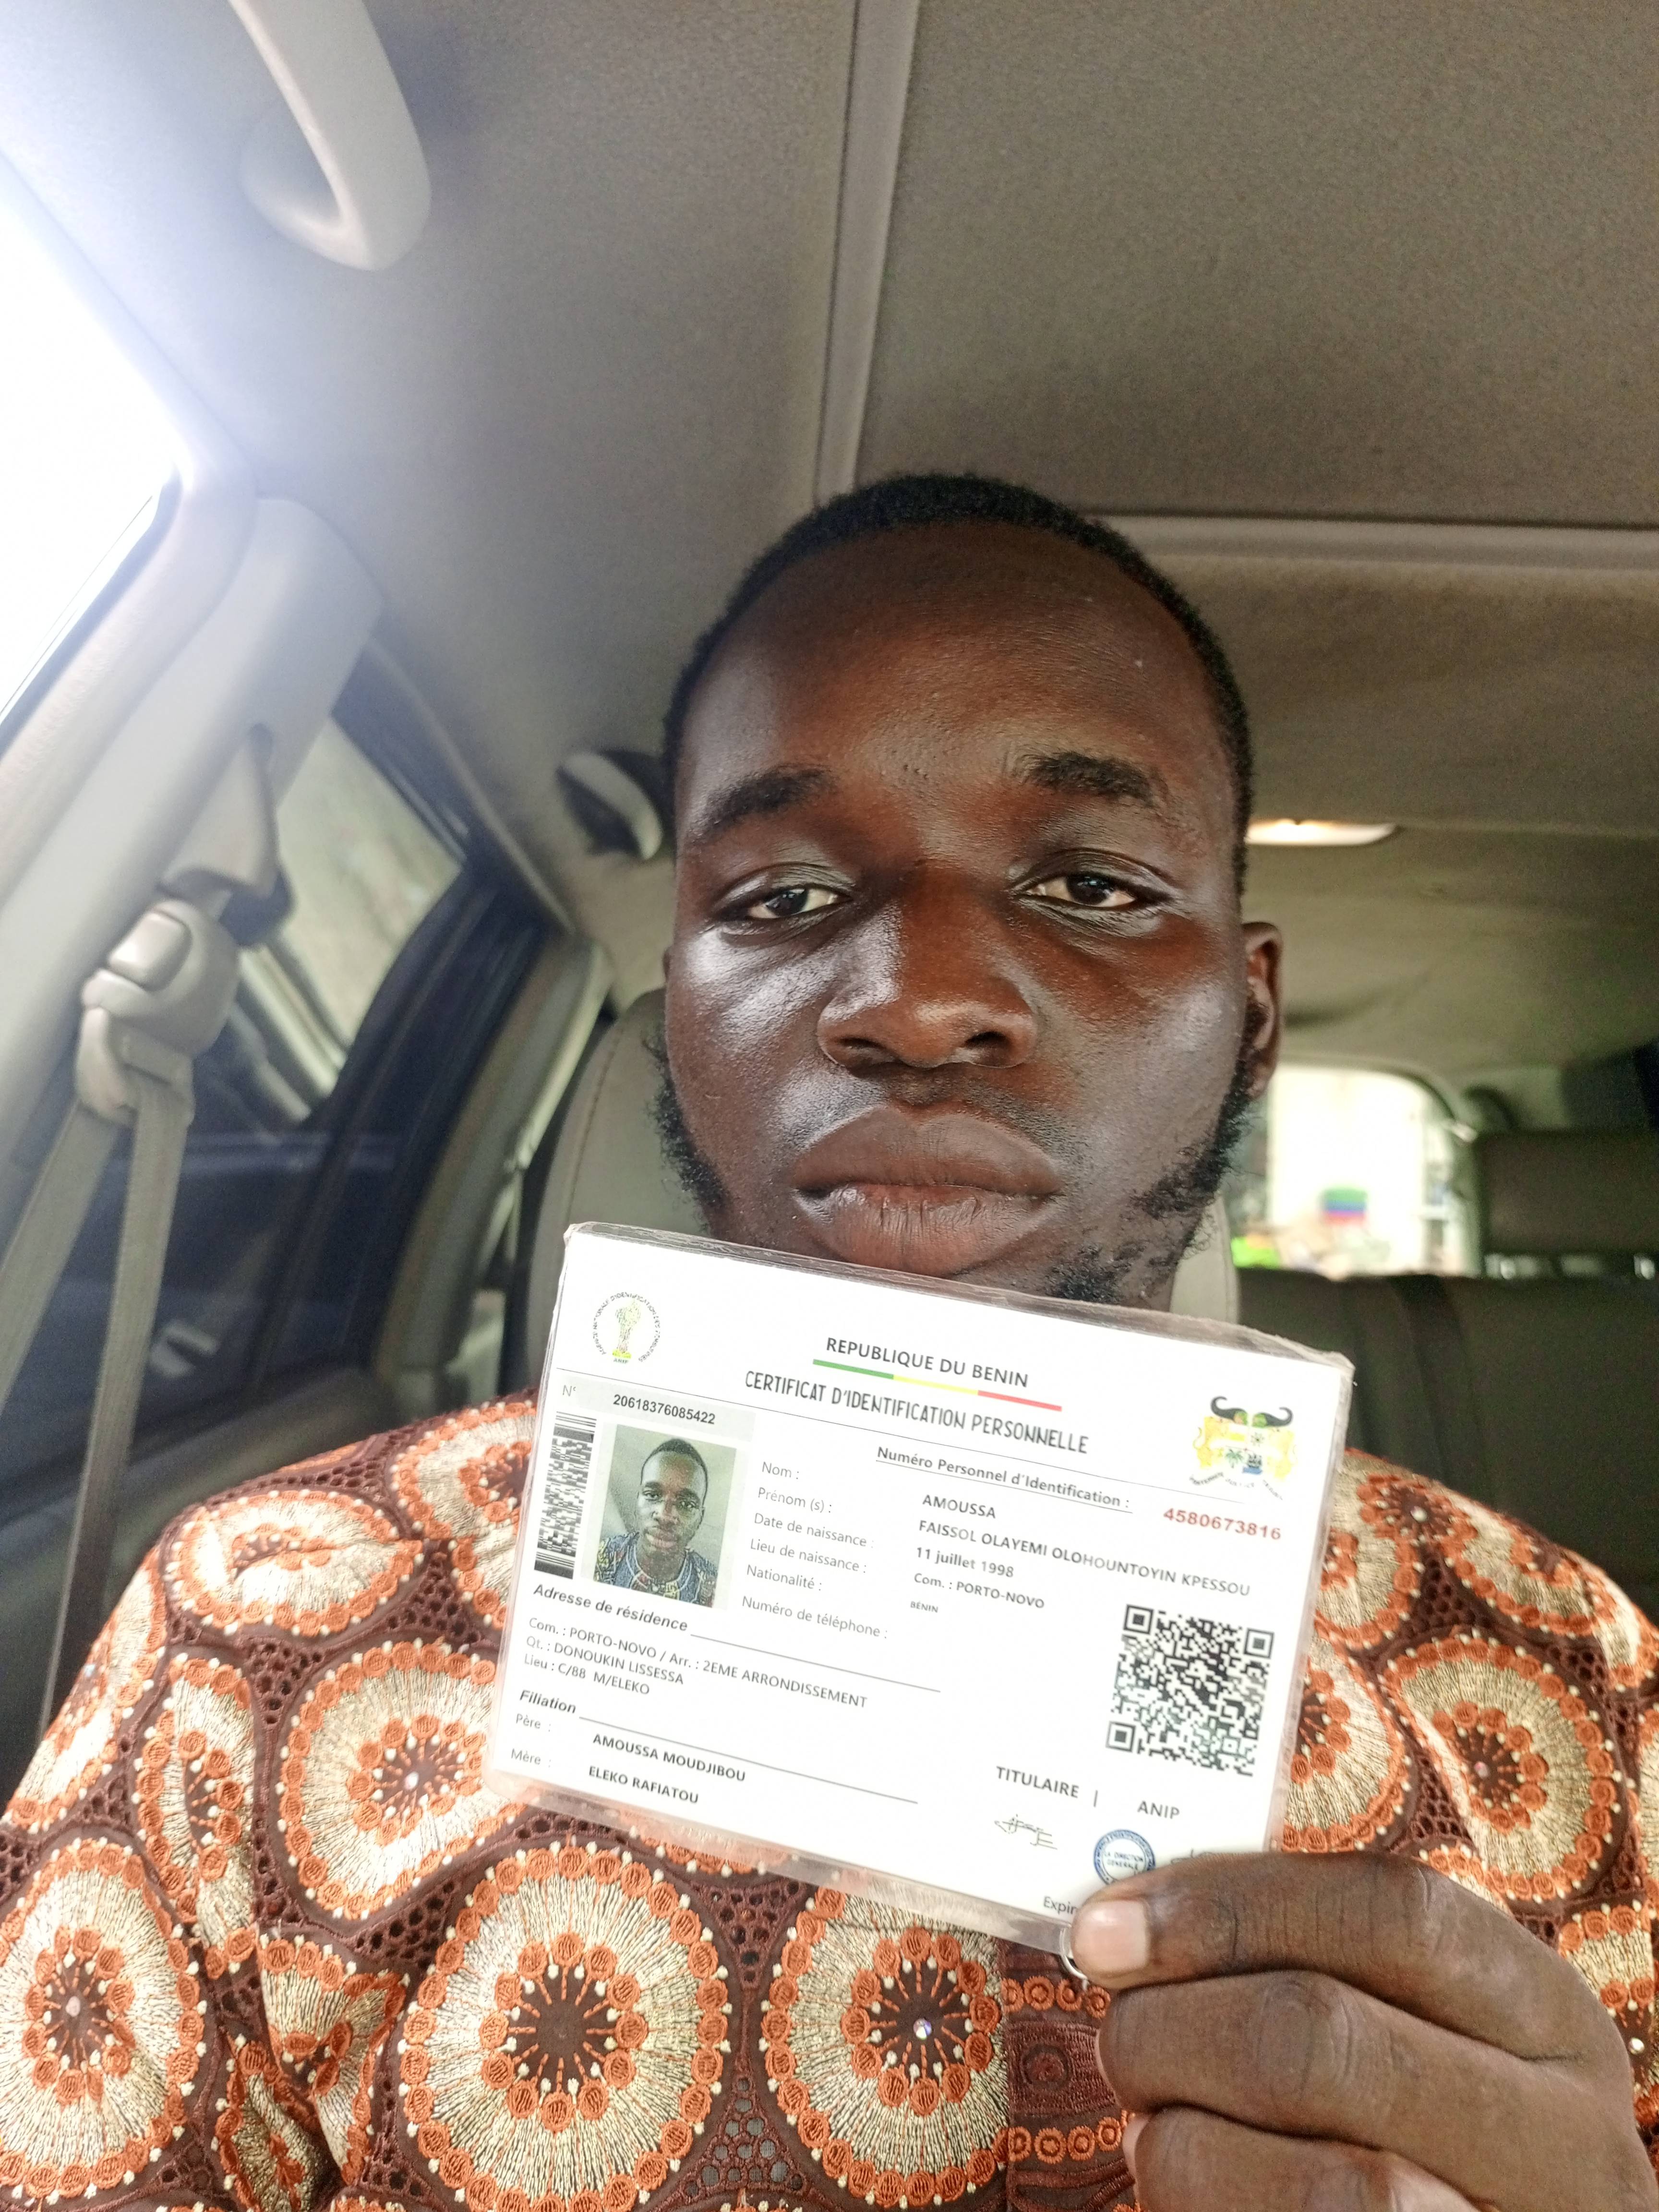 REPUBLIQUE DU BENIN
CERTIFICAT D'IDENTIFICATION PERSONNELLE
N° 20618376085422
Numéro Personnel d'Identification : 4580673816
Nom : AMOUSSA
Prénom (s) : FAISSOL OLAYEMI OLOHOUNTOYIN KPESSOU
Date de naissance : 11 juillet 1998
Lieu de naissance : Com. : PORTO-NOVO
Nationalité : BENIN
Numéro de téléphone :
Adresse de résidence
Com. : PORTO-NOVO / Arr. : 2EME ARRONDISSEMENT
Qt. : DONOUKIN LISSESSA
Lieu : C/88 M/ELEKO
Filiation
Père : AMOUSSA MOUDJIBOU
Mère : ELEKO RAFIATOU
TITULAIRE | ANIP
LA DIRECTION GENERALE